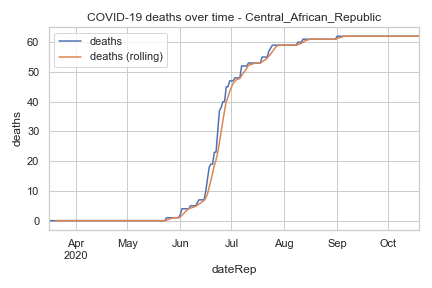 COVID-19 deaths over time - Central_African_Republic
deaths
deaths (rolling)
deaths
60
50
40
30
20
10
0
Apr
2020
May
Jun
Jul
Aug
Sep
Oct
dateRep